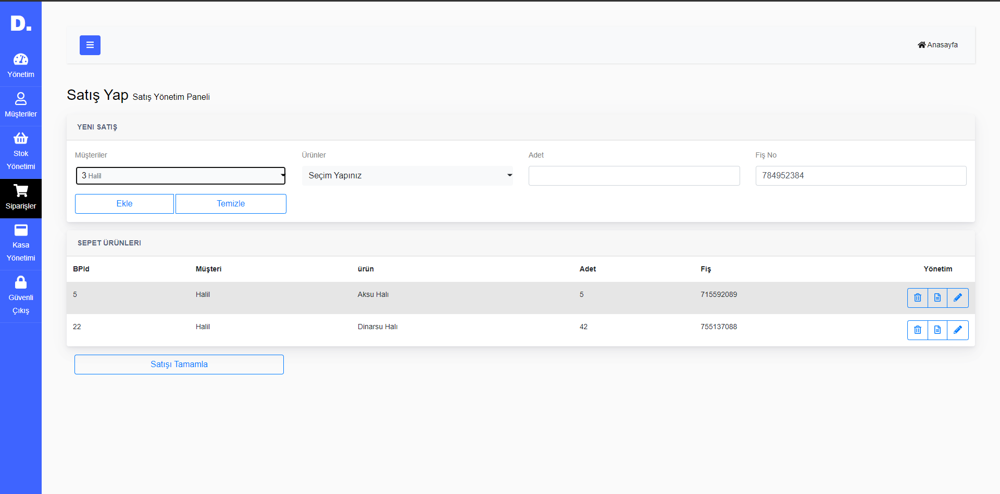 D.
Yönetim
Müşteriler
Stok
Yönetimi
Siparişler
Kasa
Yönetimi
Güvenli
Çıkış
Anasayfa
Satış Yap Satış Yönetim Paneli
YENI SATIŞ
Müşteriler Ürünler Adet Fiş No
3 Halil Seçim Yapınız 784952384
Ekle Temizle
SEPET ÜRÜNLERI
BPId Müşteri ürün Adet Fiş Yönetim
5 Halil Aksu Halı 5 715592089
22 Halil Dinarsu Halı 42 755137088
Satışı Tamamla